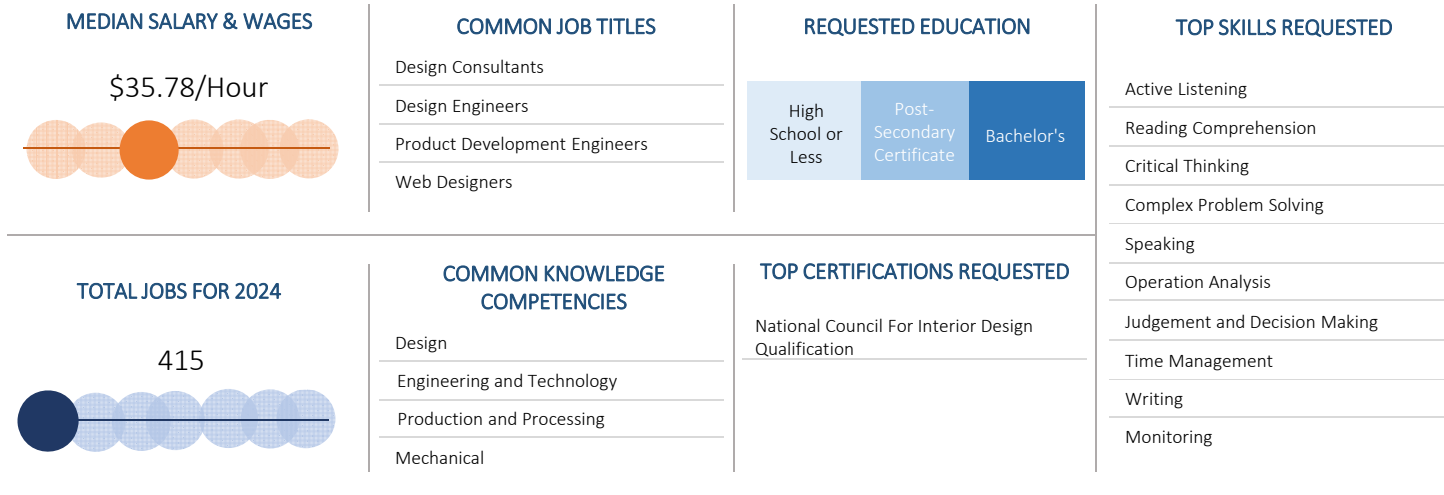 MEDIAN SALARY & WAGES
$35.78/Hour
COMMON JOB TITLES
Design Consultants
Design Engineers
Product Development Engineers
Web Designers
REQUESTED EDUCATION
High
School or
Less
Post-
Secondary
Certificate
Bachelor's
TOP SKILLS REQUESTED
Active Listening
Reading Comprehension
Critical Thinking
Complex Problem Solving
Speaking
Operation Analysis
Judgement and Decision Making
Time Management
Writing
Monitoring
TOTAL JOBS FOR 2024
415
COMMON KNOWLEDGE
COMPETENCIES
Design
Engineering and Technology
Production and Processing
Mechanical
TOP CERTIFICATIONS REQUESTED
National Council For Interior Design
Qualification